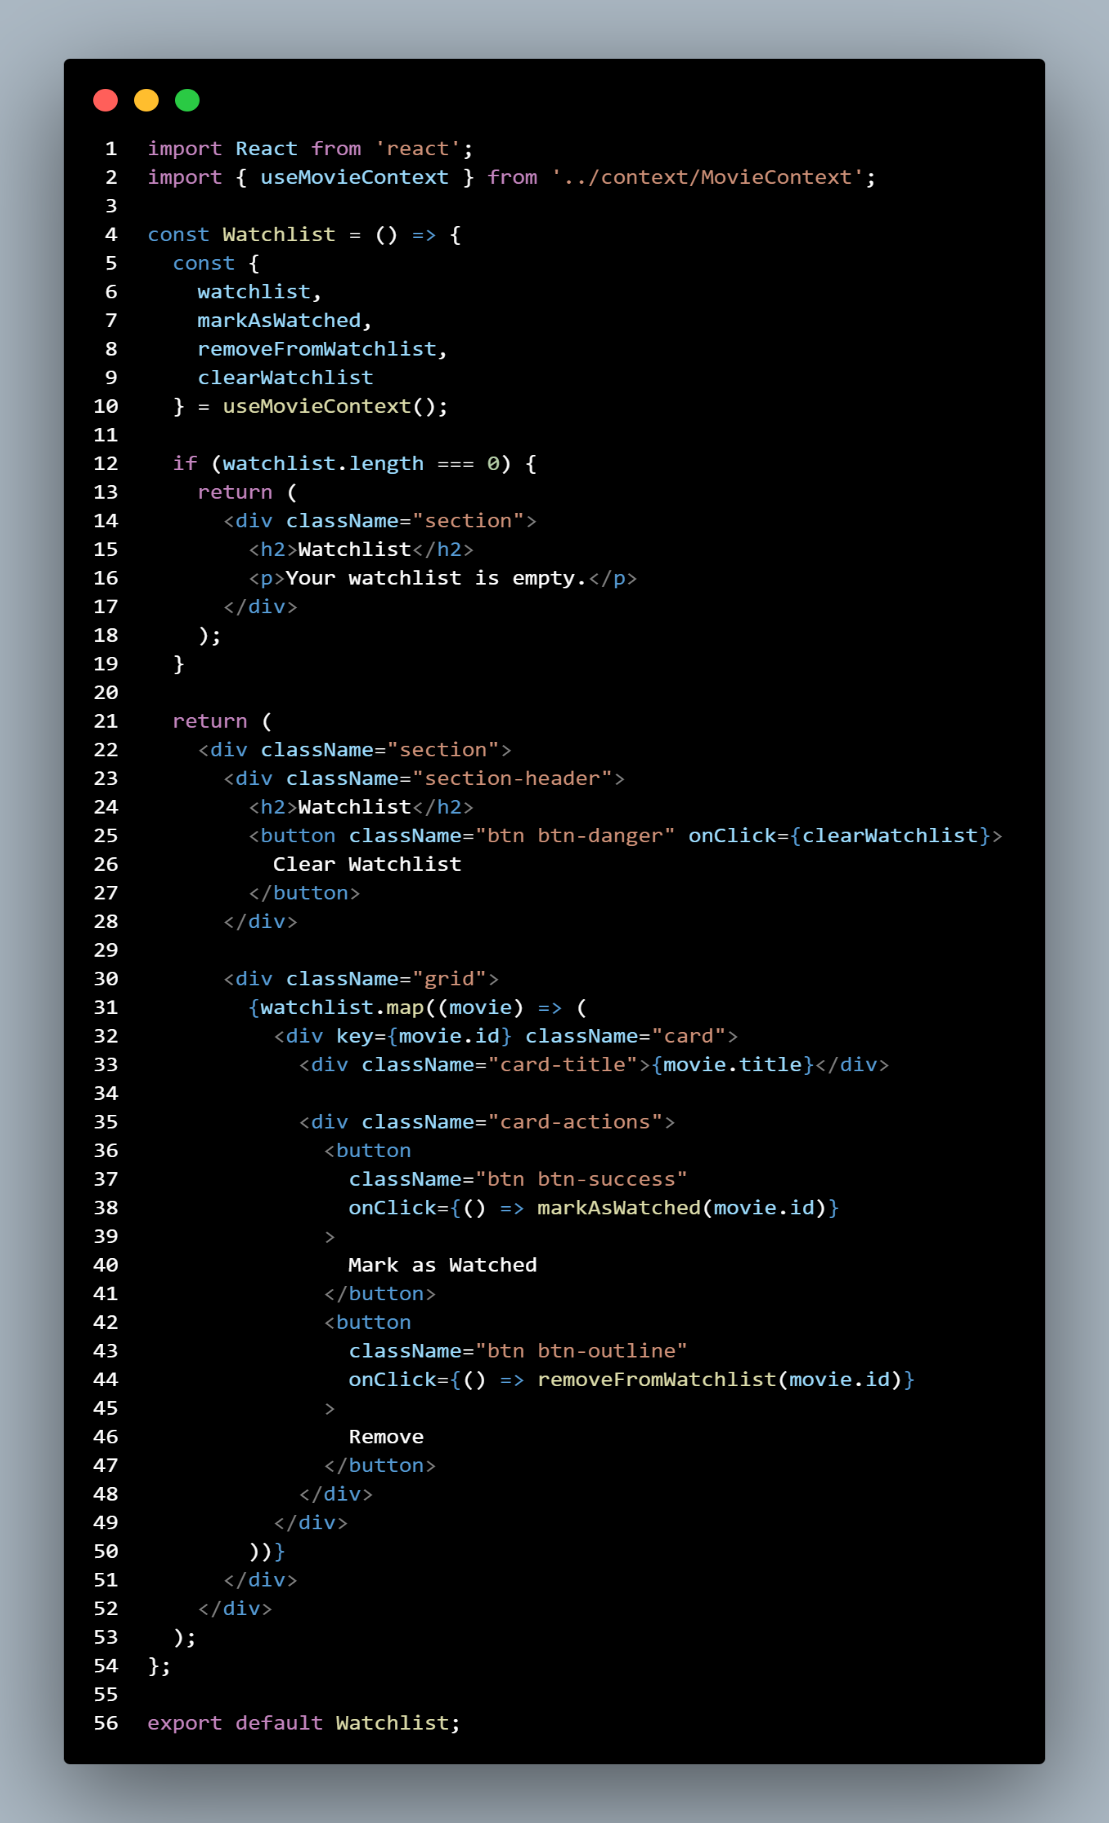 1 import React from 'react';
2 import { useMovieContext } from '../context/MovieContext';
3
4 const Watchlist = () => {
5   const {
6     watchlist,
7     markAsWatched,
8     removeFromWatchlist,
9     clearWatchlist
10   } = useMovieContext();
11
12   if (watchlist.length === 0) {
13     return (
14       <div className="section">
15         <h2>Watchlist</h2>
16         <p>Your watchlist is empty.</p>
17       </div>
18     );
19   }
20
21   return (
22     <div className="section">
23       <div className="section-header">
24         <h2>Watchlist</h2>
25         <button className="btn btn-danger" onClick={clearWatchlist}>
26           Clear Watchlist
27         </button>
28       </div>
29
30       <div className="grid">
31         {watchlist.map((movie) => (
32           <div key={movie.id} className="card">
33             <div className="card-title">{movie.title}</div>
34
35             <div className="card-actions">
36               <button
37                 className="btn btn-success"
38                 onClick={() => markAsWatched(movie.id)}
39               >
40                 Mark as Watched
41               </button>
42               <button
43                 className="btn btn-outline"
44                 onClick={() => removeFromWatchlist(movie.id)}
45               >
46                 Remove
47               </button>
48             </div>
49           </div>
50         ))}
51       </div>
52     </div>
53   );
54 };
55
56 export default Watchlist;